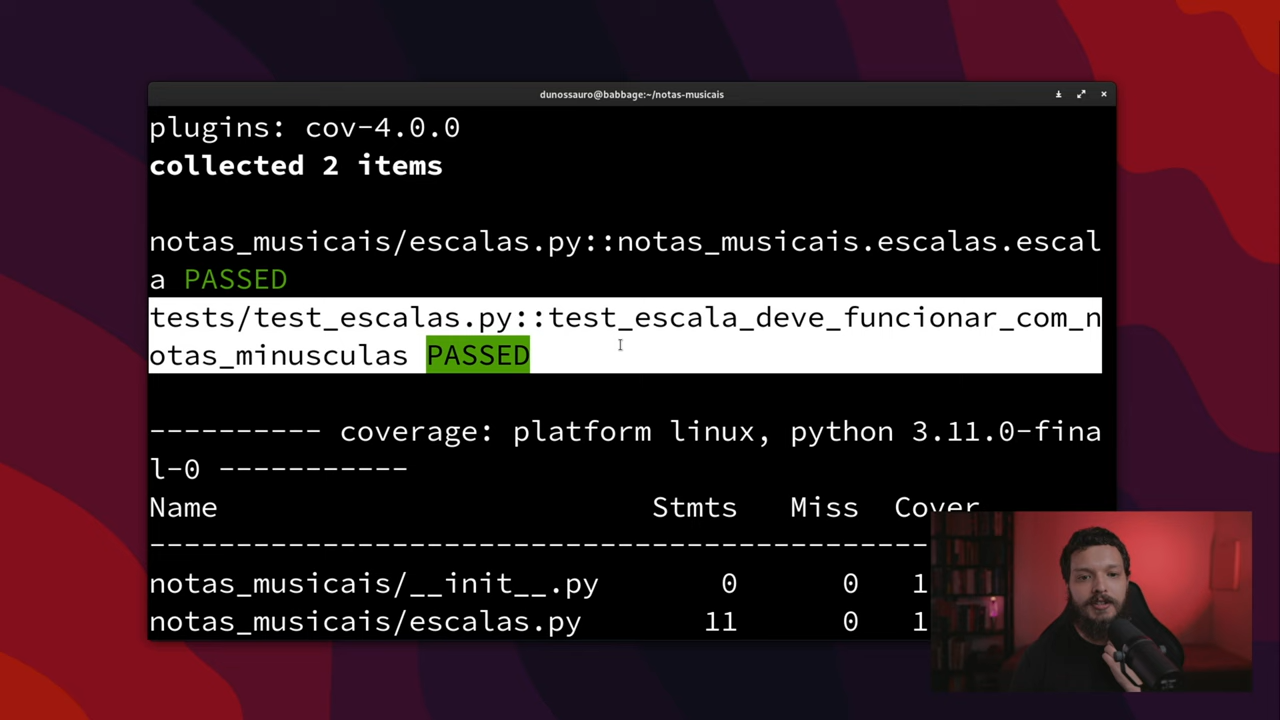 dunossauro@babbage:~/notas-musicais
plugins: cov-4.0.0
collected 2 items
notas_musicais/escalas.py::notas_musicais.escalas.escal
a PASSED
tests/test_escalas.py::test_escala_deve_funcionar_com_n
otas_minusculas PASSED
---------- coverage: platform linux, python 3.11.0-fina
l-0 -----------
Name Stmts Miss Cover
---------------------------------------------
notas_musicais/__init__.py 0 0 1
notas_musicais/escalas.py 11 0 1